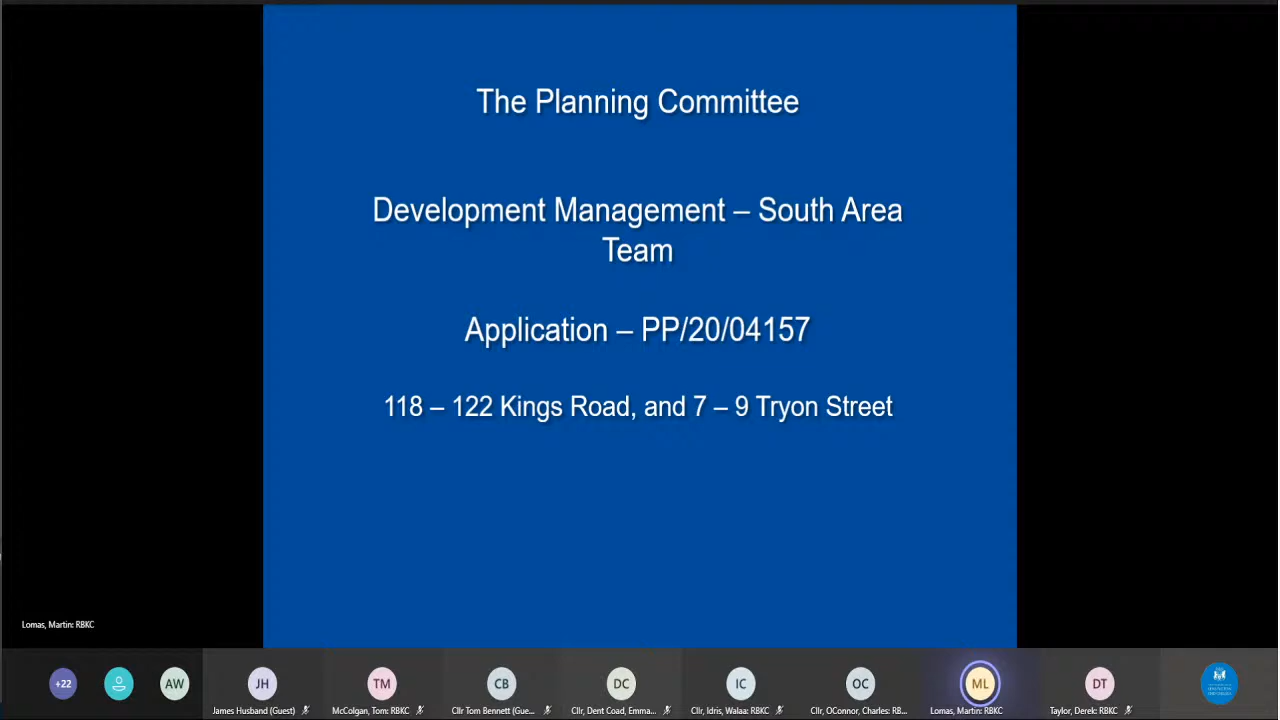 The Planning Committee
Development Management – South Area
Team
Application – PP/20/04157
118 – 122 Kings Road, and 7 – 9 Tryon Street
Lomas, Martin: RBKC
+22
AW
JH
TM
CB
DC
IC
OC
ML
DT
James Husband (Guest)
McColgan, Tom: RBKC
Cllr Tom Bennett (Gue...
Cllr, Dent Coad, Emma...
Cllr, Idris, Walaa: RBKC
Cllr, OConnor, Charles: RB...
Lomas, Martin: RBKC
Taylor, Derek: RBKC